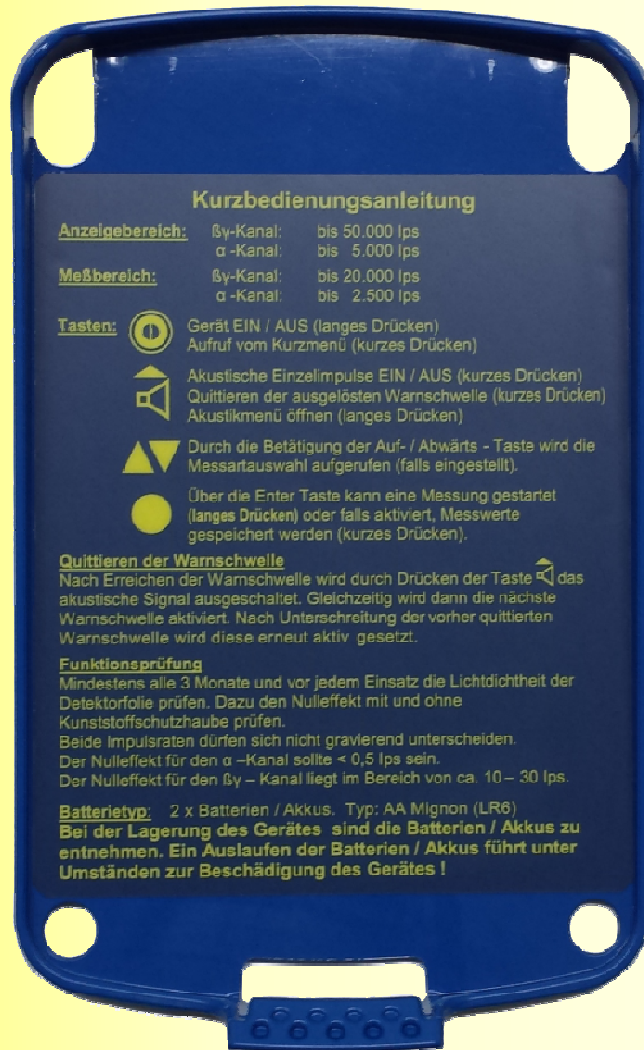 Kurzbedienungsanleitung
Anzeigebereich: ßγ-Kanal: bis 50.000 Ips
α -Kanal: bis 5.000 Ips
Meßbereich: ßγ-Kanal: bis 20.000 Ips
α -Kanal: bis 2.500 Ips
Tasten: Gerät EIN / AUS (langes Drücken)
Aufruf vom Kurzmenü (kurzes Drücken)
Akustische Einzelimpulse EIN / AUS (kurzes Drücken)
Quittieren der ausgelösten Warnschwelle (kurzes Drücken)
Akustikmenü öffnen (langes Drücken)
Durch die Betätigung der Auf- / Abwärts - Taste wird die
Messartauswahl aufgerufen (falls eingestellt).
Über die Enter Taste kann eine Messung gestartet
(langes Drücken) oder falls aktiviert, Messwerte
gespeichert werden (kurzes Drücken).
Quittieren der Warnschwelle
Nach Erreichen der Warnschwelle wird durch Drücken der Taste das
akustische Signal ausgeschaltet. Gleichzeitig wird dann die nächste
Warnschwelle aktiviert. Nach Unterschreitung der vorher quittierten
Warnschwelle wird diese erneut aktiv gesetzt.
Funktionsprüfung
Mindestens alle 3 Monate und vor jedem Einsatz die Lichtdichtheit der
Detektorfolie prüfen. Dazu den Nulleffekt mit und ohne
Kunststoffschutzhaube prüfen.
Beide Impulsraten dürfen sich nicht gravierend unterscheiden.
Der Nulleffekt für den α –Kanal sollte < 0,5 Ips sein.
Der Nulleffekt für den ßγ – Kanal liegt im Bereich von ca. 10 – 30 Ips.
Batterietyp: 2 x Batterien / Akkus. Typ: AA Mignon (LR6)
Bei der Lagerung des Gerätes sind die Batterien / Akkus zu
entnehmen. Ein Auslaufen der Batterien / Akkus führt unter
Umständen zur Beschädigung des Gerätes !